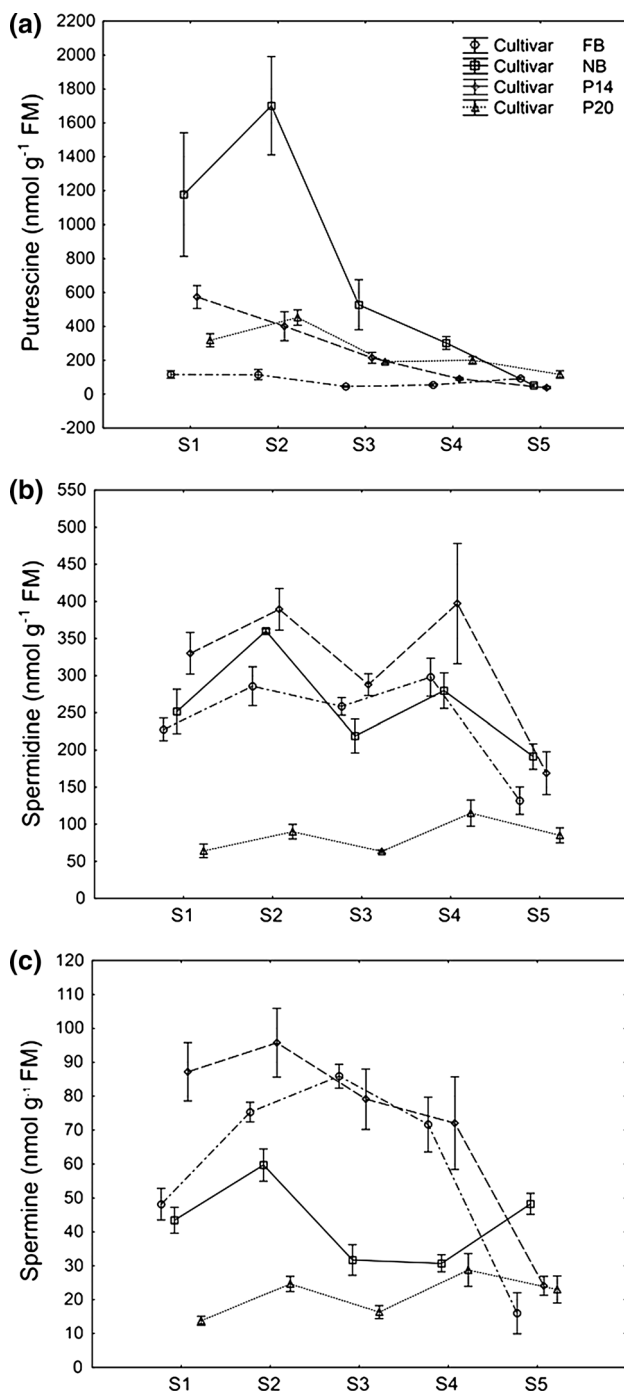 (a)
2200
2000
1800
1600
1400
1200
1000
800
600
400
200
0
-200
Putrescine (nmol g⁻¹ FM)
Cultivar FB
Cultivar NB
Cultivar P14
Cultivar P20
S1 S2 S3 S4 S5
(b)
550
500
450
400
350
300
250
200
150
100
50
0
Spermidine (nmol g⁻¹ FM)
S1 S2 S3 S4 S5
(c)
120
110
100
90
80
70
60
50
40
30
20
10
0
Spermine (nmol g⁻¹ FM)
S1 S2 S3 S4 S5